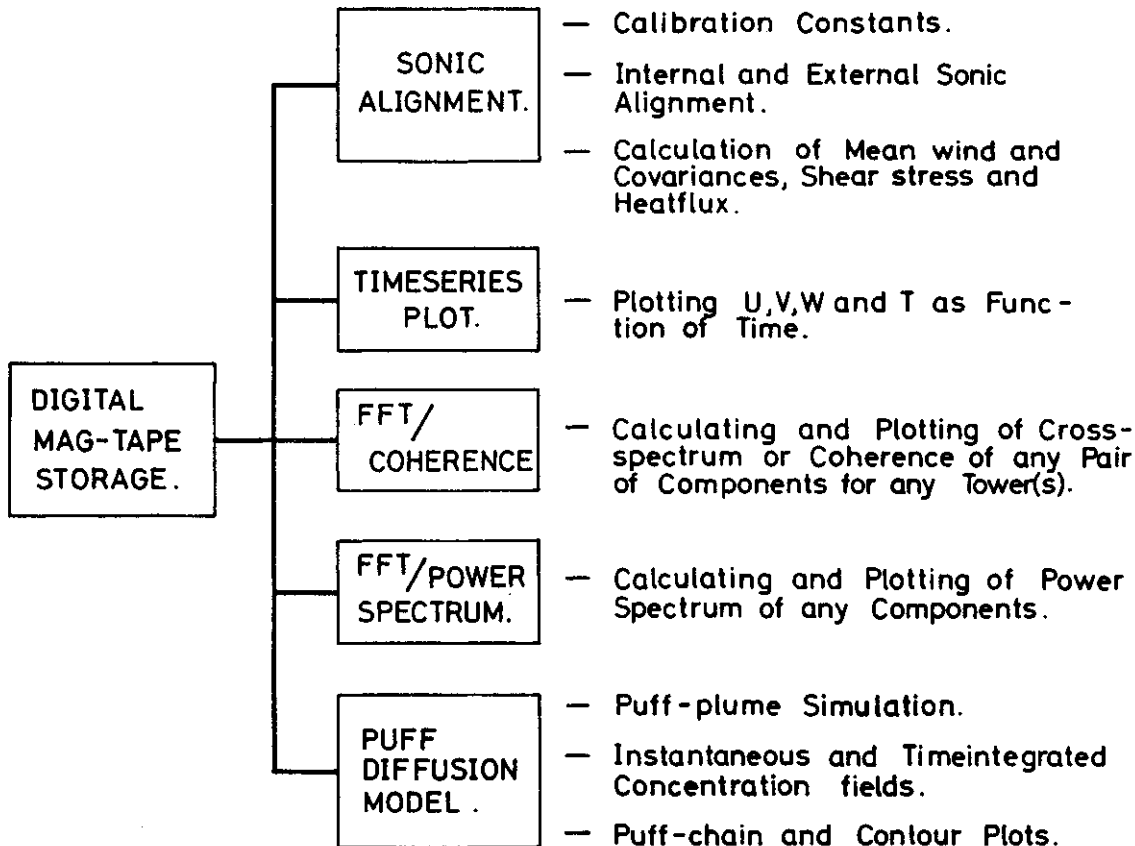 DIGITAL
MAG-TAPE
STORAGE.
SONIC
ALIGNMENT.
— Calibration Constants.
— Internal and External Sonic
Alignment.
— Calculation of Mean wind and
Covariances, Shear stress and
Heatflux.
TIMESERIES
PLOT.
— Plotting U,V,W and T as Func-
tion of Time.
FFT/
COHERENCE
— Calculating and Plotting of Cross-
spectrum or Coherence of any Pair
of Components for any Tower(s).
FFT/POWER
SPECTRUM.
— Calculating and Plotting of Power
Spectrum of any Components.
PUFF
DIFFUSION
MODEL.
— Puff-plume Simulation.
— Instantaneous and Timeintegrated
Concentration fields.
— Puff-chain and Contour Plots.